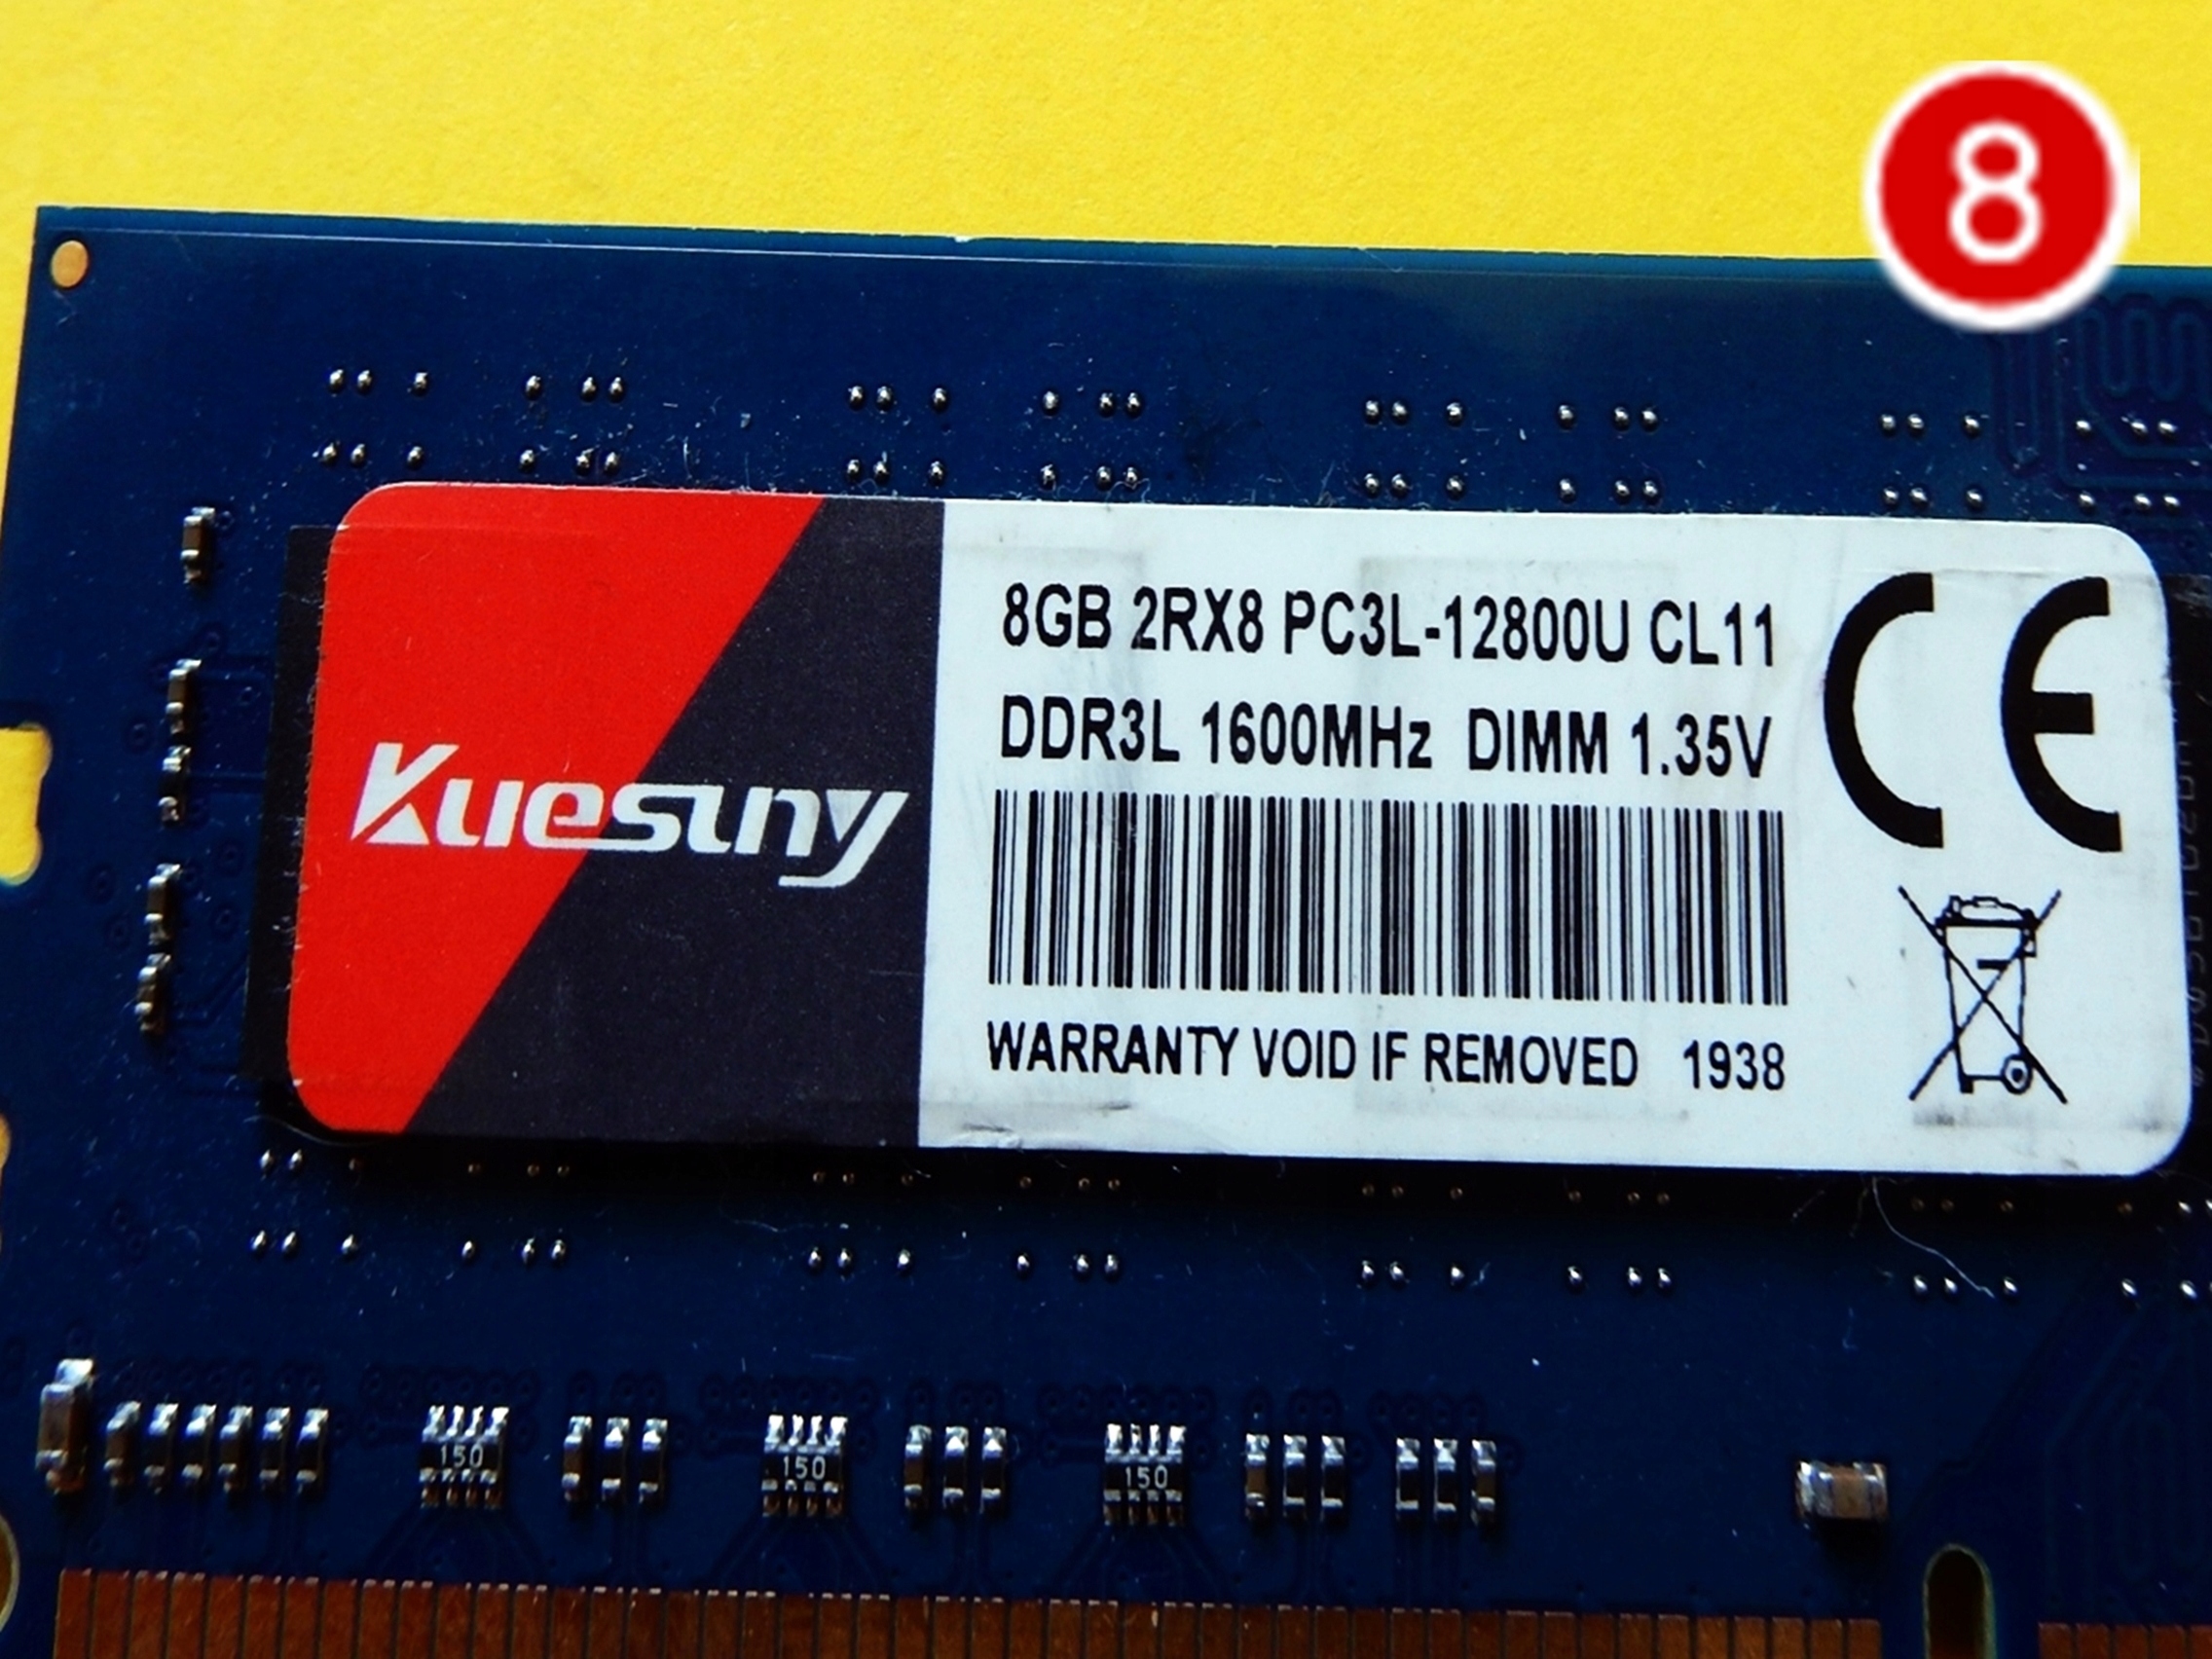 8
8GB 2RX8 PC3L-12800U CL11
DDR3L 1600MHz DIMM 1.35V
Kuesuny
CE
WARRANTY VOID IF REMOVED 1938
150
150
150